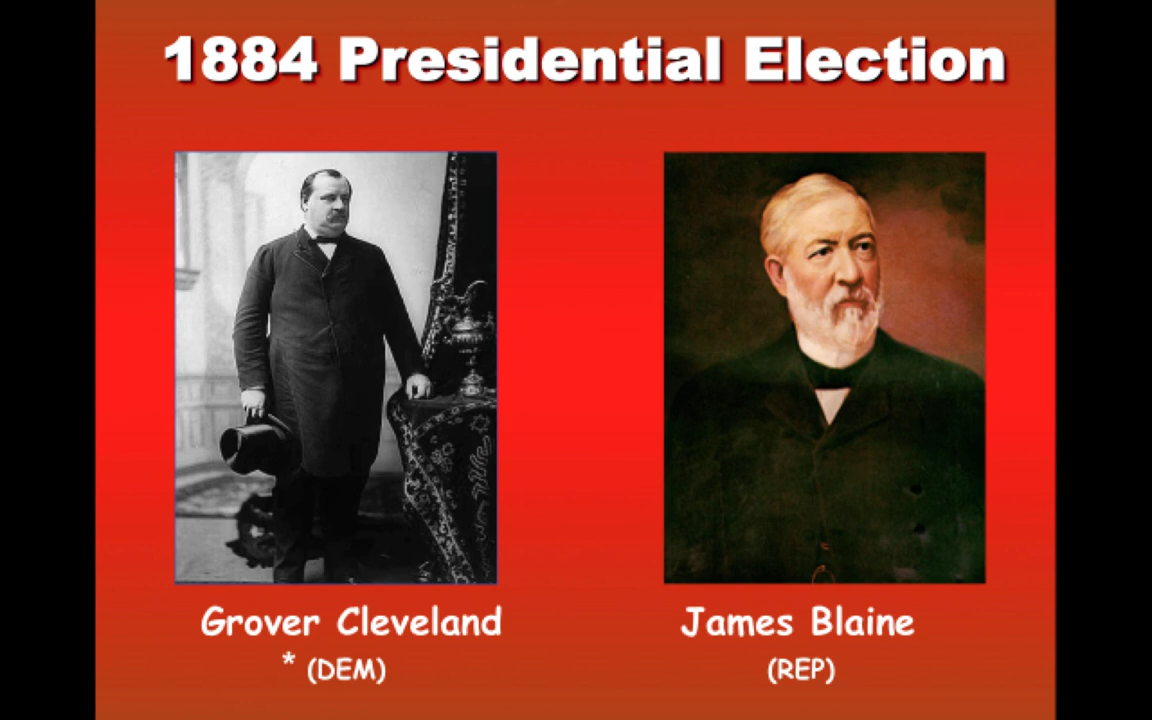 1884 Presidential Election
Grover Cleveland
* (DEM)
James Blaine
(REP)